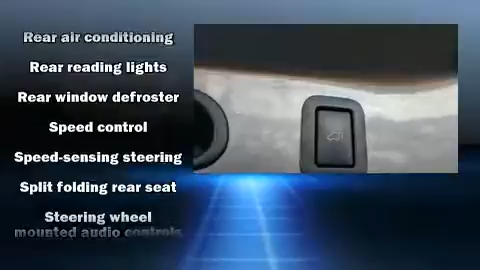 Rear air conditioning
Rear reading lights
Rear window defroster
Speed control
Speed-sensing steering
Split folding rear seat
Steering wheel
mounted audio controls